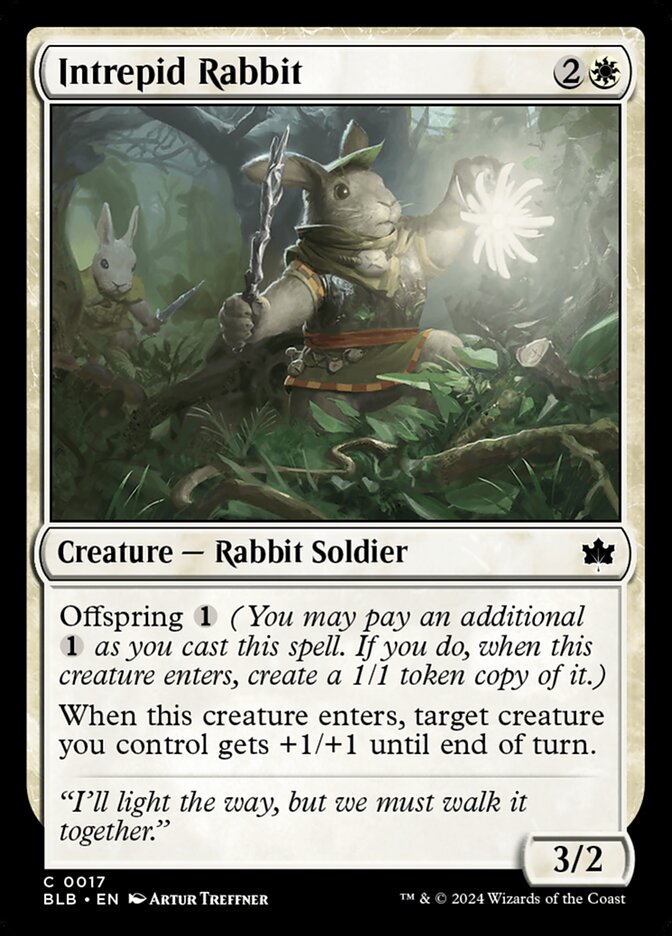 Intrepid Rabbit 2
Creature — Rabbit Soldier
Offspring 1 (You may pay an additional
1 as you cast this spell. If you do, when this
creature enters, create a 1/1 token copy of it.)
When this creature enters, target creature
you control gets +1/+1 until end of turn.
“I’ll light the way, but we must walk it
together.”
3/2
C 0017
BLB • EN Artur Treffner
™ & © 2024 Wizards of the Coast